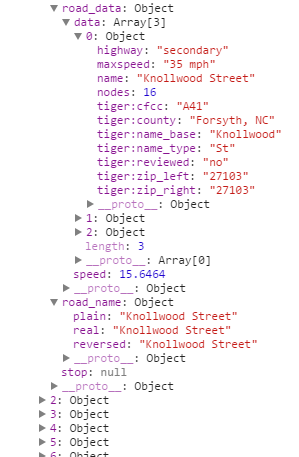 road_data: Object
data: Array[3]
0: Object
highway: "secondary"
maxspeed: "35 mph"
name: "Knollwood Street"
nodes: 16
tiger:cfcc: "A41"
tiger:county: "Forsyth, NC"
tiger:name_base: "Knollwood"
tiger:name_type: "St"
tiger:reviewed: "no"
tiger:zip_left: "27103"
tiger:zip_right: "27103"
__proto__: Object
1: Object
2: Object
length: 3
__proto__: Array[0]
speed: 15.6464
__proto__: Object
road_name: Object
plain: "Knollwood Street"
real: "Knollwood Street"
reversed: "Knollwood Street"
__proto__: Object
stop: null
__proto__: Object
2: Object
3: Object
4: Object
5: Object
6: Object